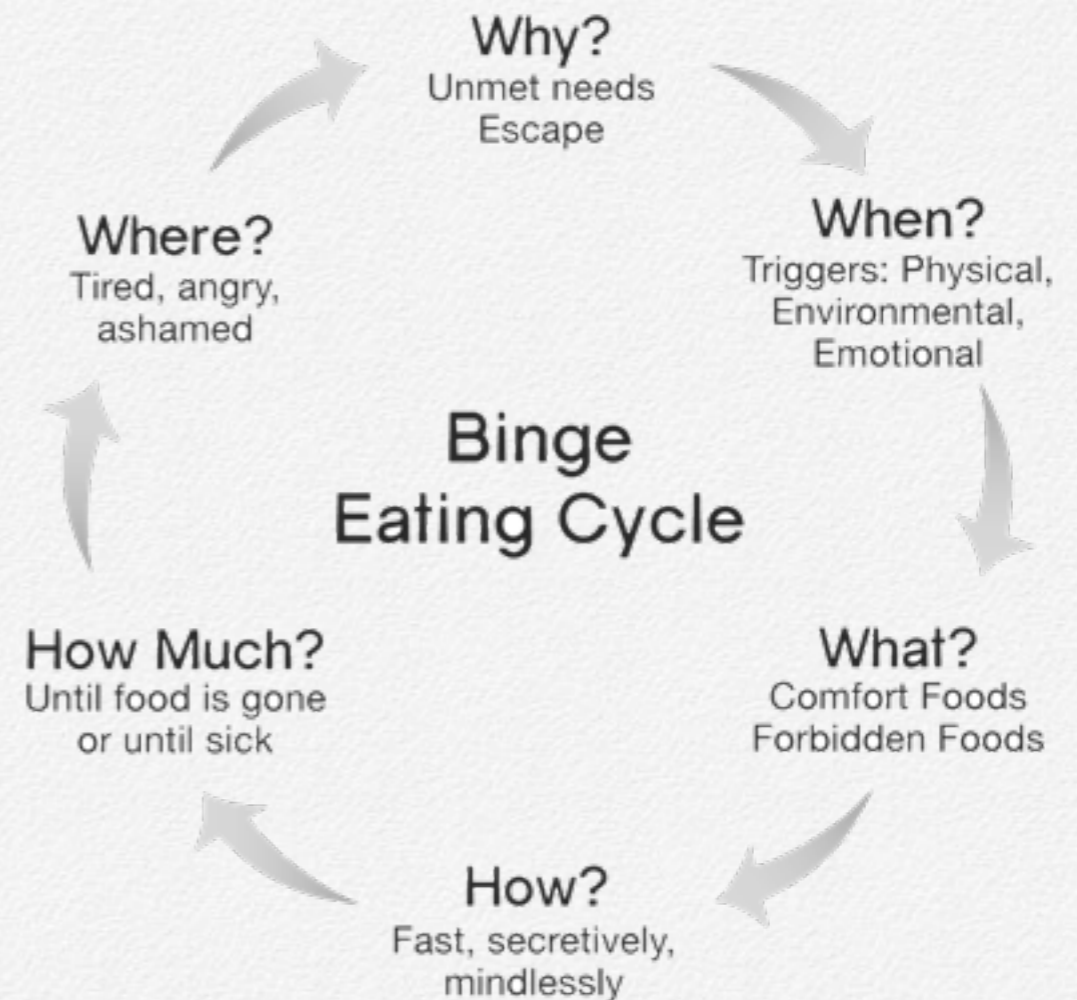 Why?
Unmet needs
Escape
When?
Triggers: Physical,
Environmental,
Emotional
What?
Comfort Foods
Forbidden Foods
How?
Fast, secretively,
mindlessly
How Much?
Until food is gone
or until sick
Where?
Tired, angry,
ashamed
Binge
Eating Cycle